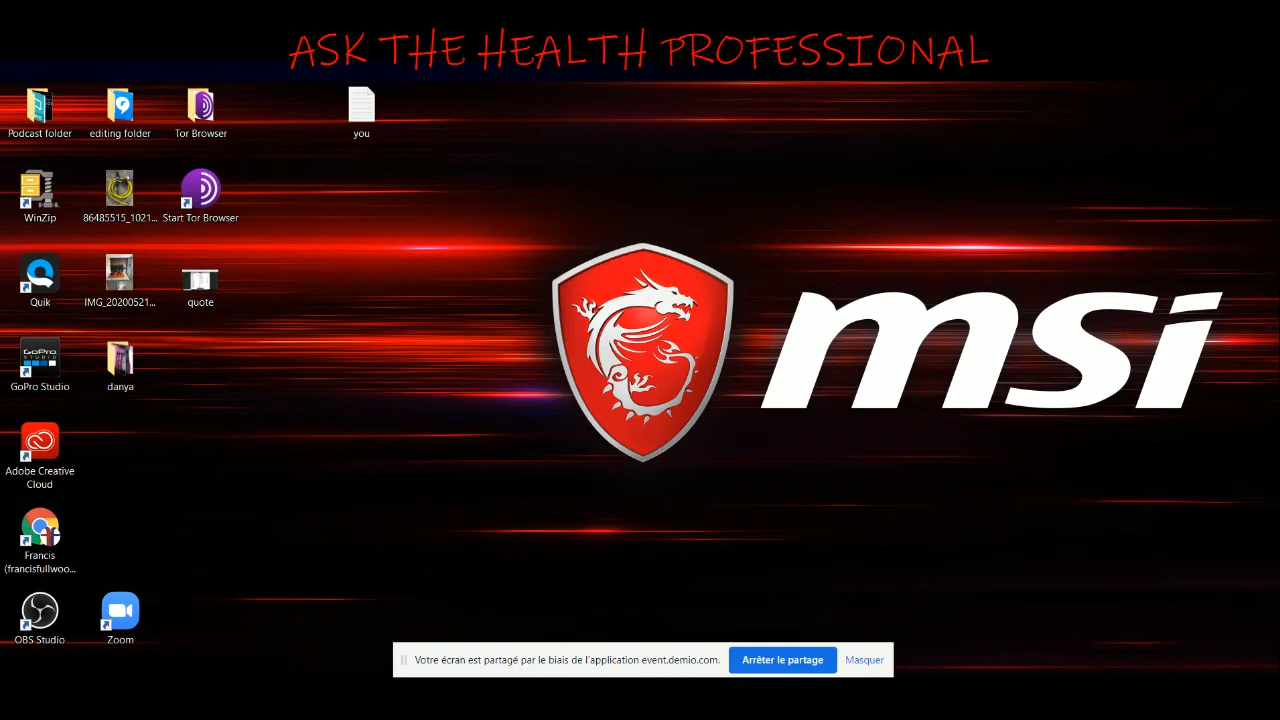 ASK THE HEALTH PROFESSIONAL
Podcast folder
editing folder
Tor Browser
you
WinZip
86485515_1021...
Start Tor Browser
Quik
IMG_20200521...
quote
GoPro
STUDIO
GoPro Studio
danya
Adobe Creative
Cloud
Francis
(francisfullwoo...
OBS Studio
Zoom
msi
Votre écran est partagé par le biais de l'application event.demio.com.
Arrêter le partage
Masquer